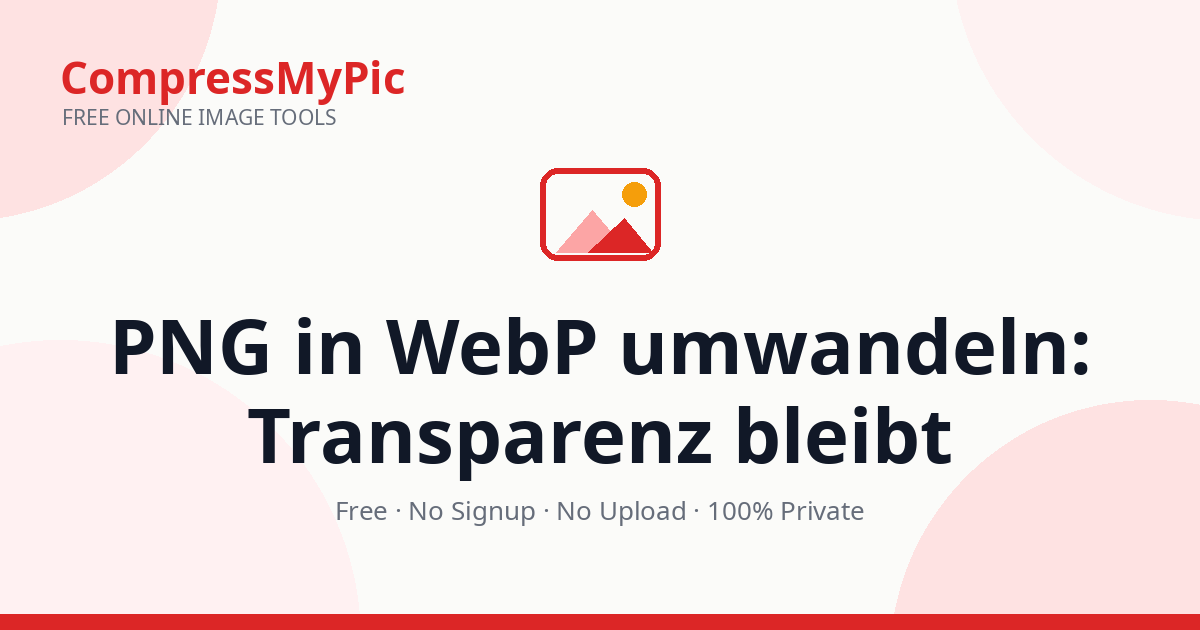 CompressMyPic
FREE ONLINE IMAGE TOOLS
PNG in WebP umwandeln:
Transparenz bleibt
Free · No Signup · No Upload · 100% Private